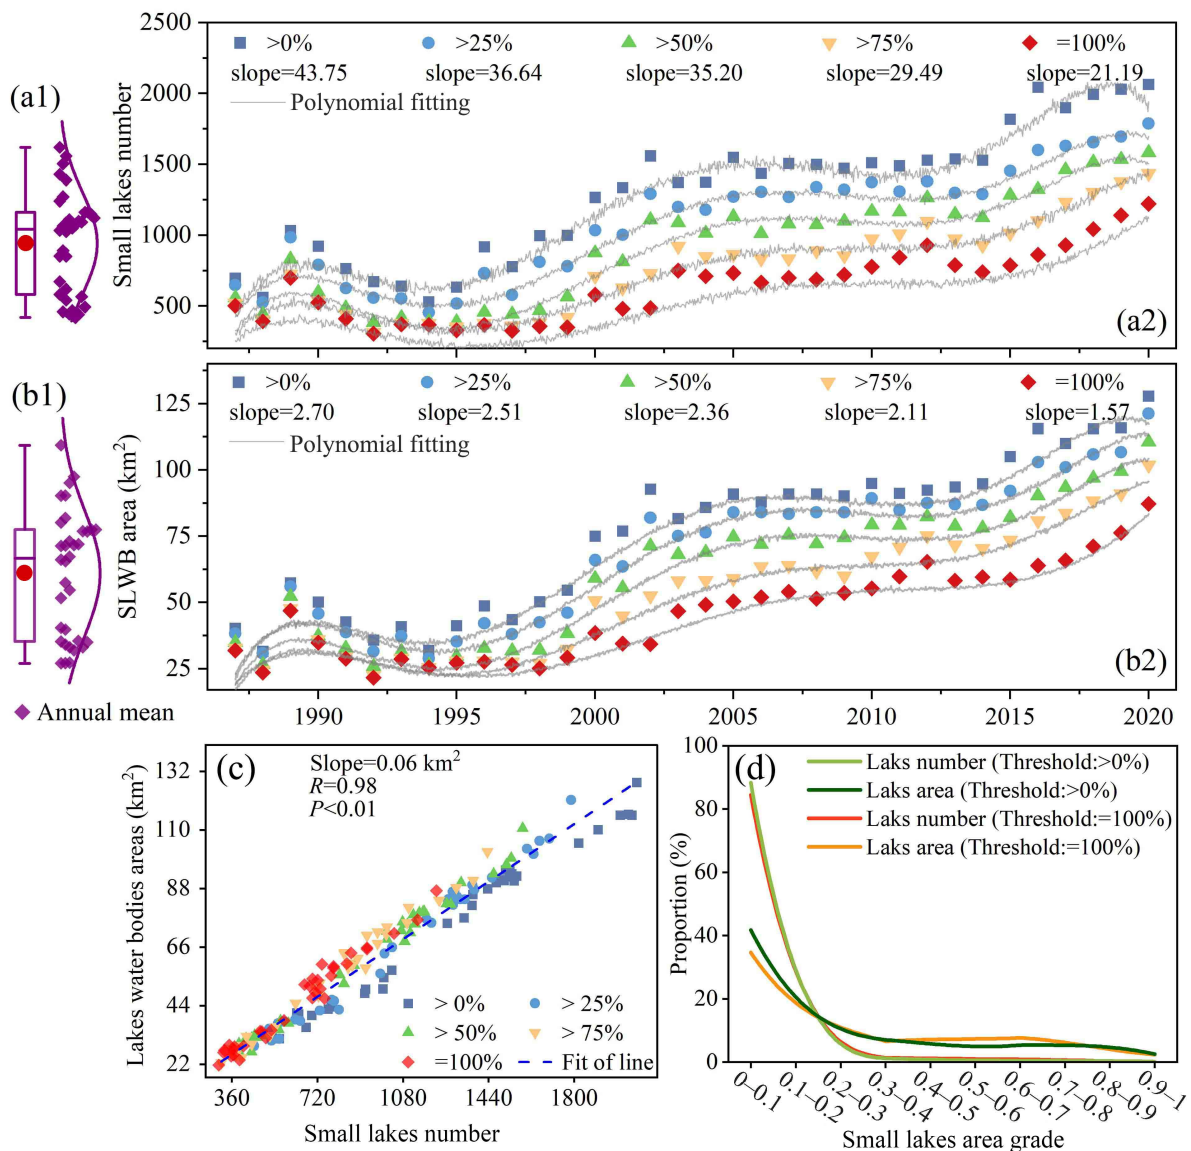 (a1)
Small lakes number
2500
2000
1500
1000
500
>0% >25% >50% >75% =100%
slope=43.75 slope=36.64 slope=35.20 slope=29.49 slope=21.19
Polynomial fitting
(a2)
(b1)
SLWB area (km²)
125
100
75
50
25
>0% >25% >50% >75% =100%
slope=2.70 slope=2.51 slope=2.36 slope=2.11 slope=1.57
Polynomial fitting
(b2)
Annual mean
1990 1995 2000 2005 2010 2015 2020
(c)
Lakes water bodies areas (km²)
132
110
88
66
44
22
Slope=0.06 km²
R=0.98
P<0.01
> 0% > 25%
> 50% > 75%
=100% Fit of line
360 720 1080 1440 1800
Small lakes number
(d)
Proportion (%)
100
80
60
40
20
0
Laks number (Threshold:>0%)
Laks area (Threshold:>0%)
Laks number (Threshold:=100%)
Laks area (Threshold:=100%)
0–0.1 0.1–0.2 0.2–0.3 0.3–0.4 0.4–0.5 0.5–0.6 0.6–0.7 0.7–0.8 0.8–0.9 0.9–1
Small lakes area grade